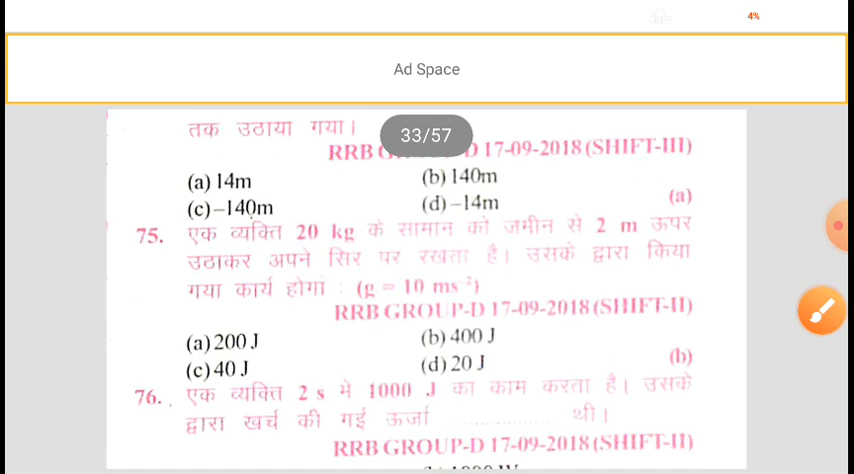 4%
Ad Space
तक उठाया गया।
33/57
RRB G D 17-09-2018 (SHIFT-III)
(a) 14m (b) 140m
(c) –140m (d) –14m (a)
75. एक व्यक्ति 20 kg के सामान को जमीन से 2 m ऊपर
उठाकर अपने सिर पर रखता है। उसके द्वारा किया
गया कार्य होगा : (g = 10 ms⁻²)
RRB GROUP-D 17-09-2018 (SHIFT-II)
(a) 200 J (b) 400 J
(c) 40 J (d) 20 J (b)
76. एक व्यक्ति 2 s में 1000 J का काम करता है। उसके
द्वारा खर्च की गई ऊर्जा .............. थी।
RRB GROUP-D 17-09-2018 (SHIFT-II)